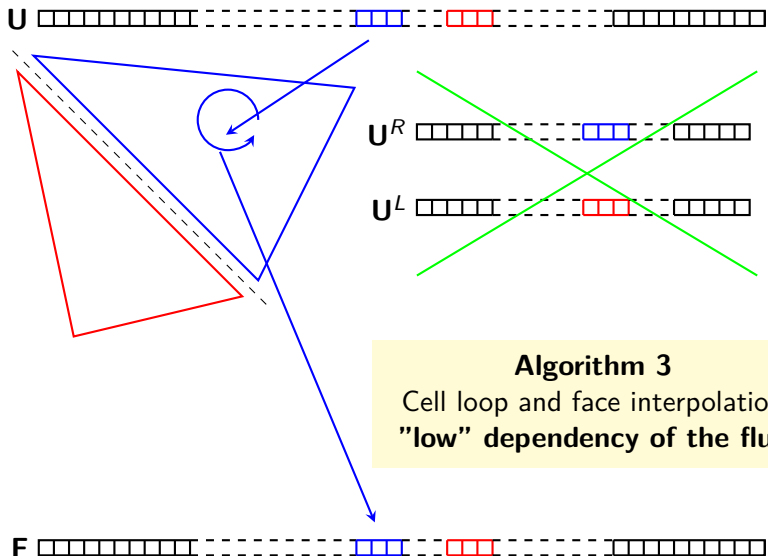 U
U^R
U^L
Algorithm 3
Cell loop and face interpolatio
"low" dependency of the flu
F